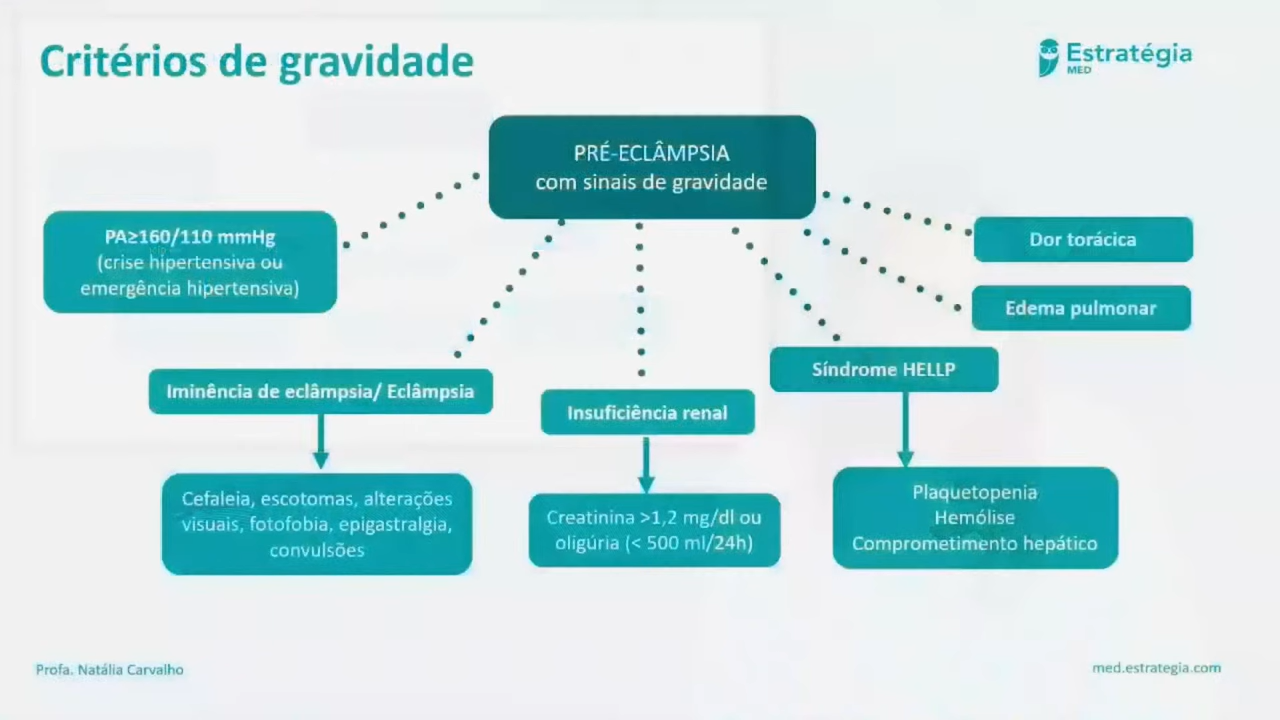 Critérios de gravidade
Estratégia
MED
PRÉ-ECLÂMPSIA
com sinais de gravidade
PA≥160/110 mmHg
(crise hipertensiva ou
emergência hipertensiva)
Dor torácica
Edema pulmonar
Síndrome HELLP
Iminência de eclâmpsia/ Eclâmpsia
Insuficiência renal
Cefaleia, escotomas, alterações
visuais, fotofobia, epigastralgia,
convulsões
Creatinina >1,2 mg/dl ou
oligúria (< 500 ml/24h)
Plaquetopenia
Hemólise
Comprometimento hepático
Profa. Natália Carvalho
med.estrategia.com